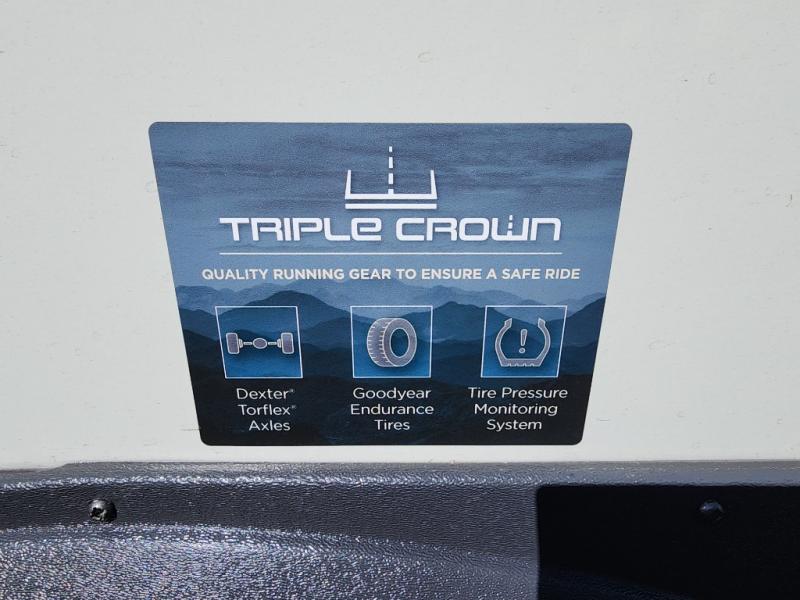 TRIPLE CROWN
QUALITY RUNNING GEAR TO ENSURE A SAFE RIDE
Dexter®
Torflex®
Axles
Goodyear
Endurance
Tires
Tire Pressure
Monitoring
System